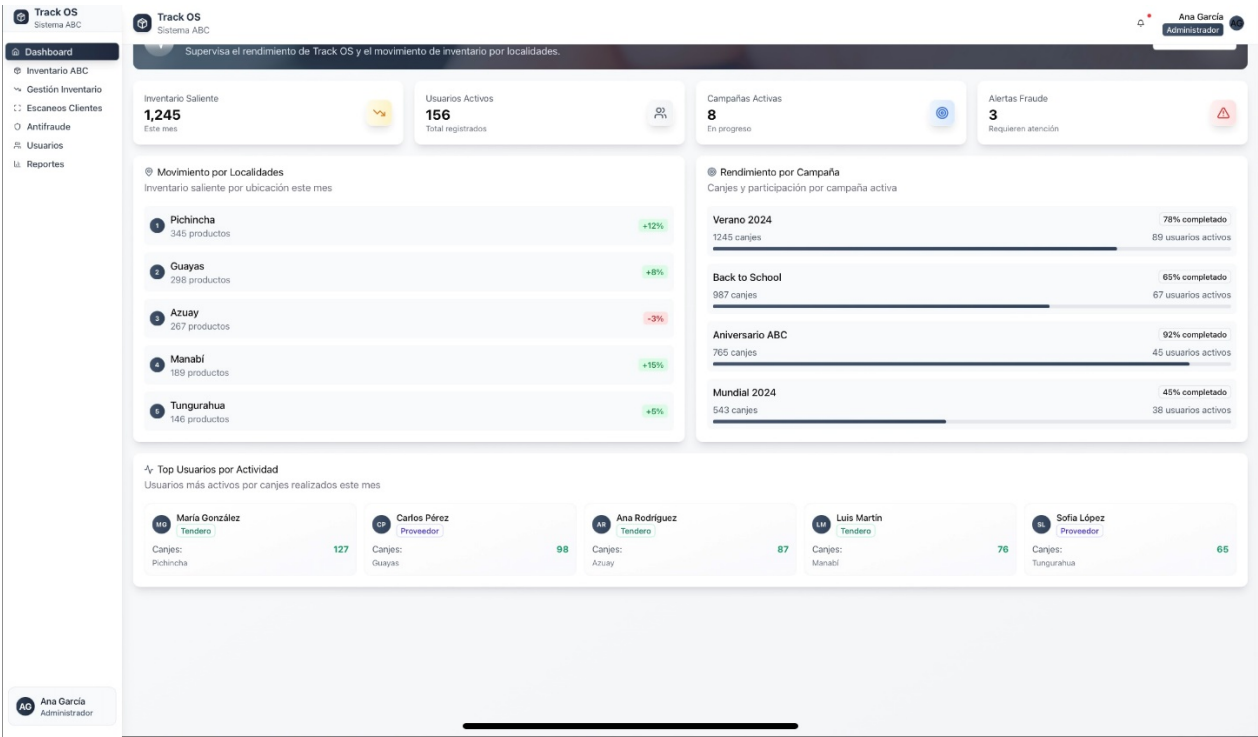 Track OS
Sistema ABC
Dashboard
Inventario ABC
Gestión Inventario
Escaneos Clientes
Antifraude
Usuarios
Reportes
AG
Ana García
Administrador
Track OS
Sistema ABC
Ana García
Administrador
AG
Supervisa el rendimiento de Track OS y el movimiento de inventario por localidades.
Inventario Saliente
1,245
Este mes
Usuarios Activos
156
Total registrados
Campañas Activas
8
En progreso
Alertas Fraude
3
Requieren atención
Movimiento por Localidades
Inventario saliente por ubicación este mes
1
Pichincha
345 productos
+12%
2
Guayas
298 productos
+8%
3
Azuay
267 productos
-3%
4
Manabí
189 productos
+15%
5
Tungurahua
146 productos
+5%
Rendimiento por Campaña
Canjes y participación por campaña activa
Verano 2024
78% completado
1245 canjes
89 usuarios activos
Back to School
65% completado
987 canjes
67 usuarios activos
Aniversario ABC
92% completado
765 canjes
45 usuarios activos
Mundial 2024
45% completado
543 canjes
38 usuarios activos
Top Usuarios por Actividad
Usuarios más activos por canjes realizados este mes
MG
María González
Tendero
Canjes: 127
Pichincha
CP
Carlos Pérez
Proveedor
Canjes: 98
Guayas
AR
Ana Rodríguez
Tendero
Canjes: 87
Azuay
LM
Luis Martín
Tendero
Canjes: 76
Manabí
SL
Sofia López
Proveedor
Canjes: 65
Tungurahua